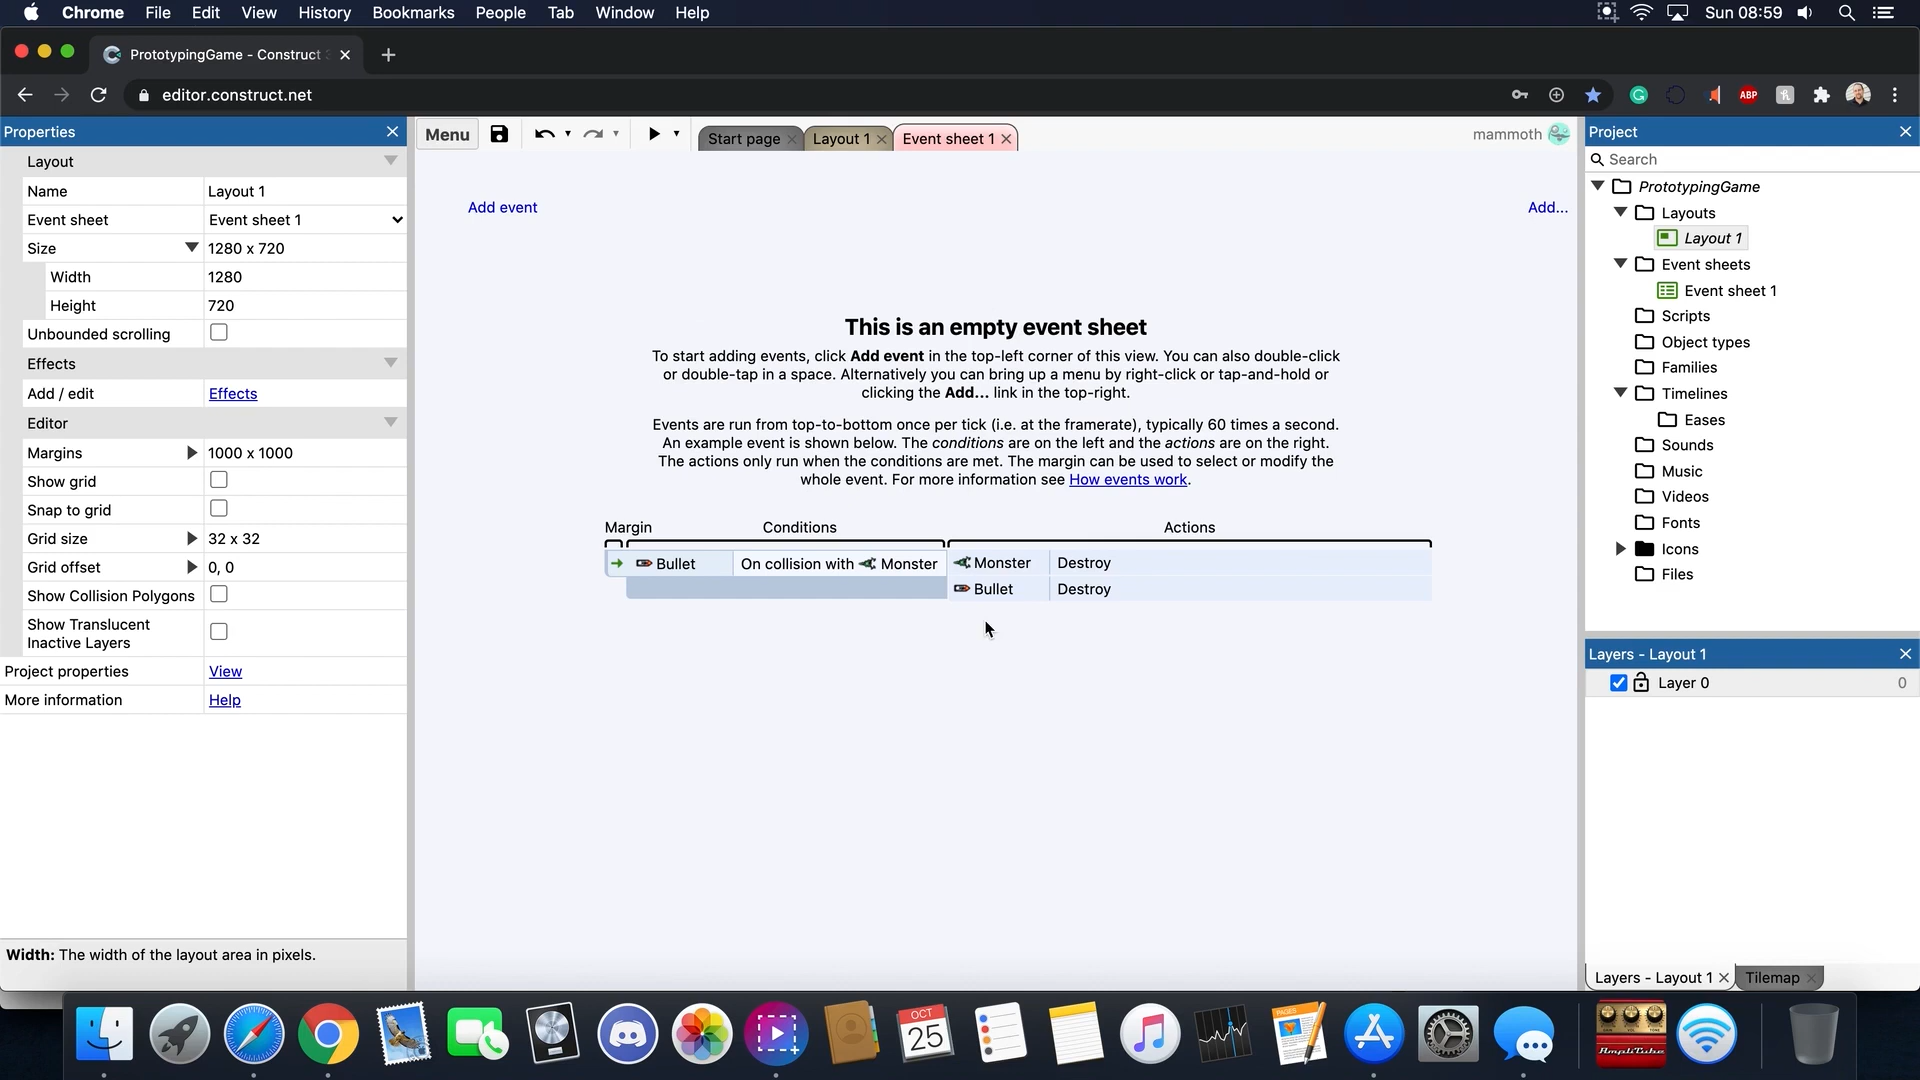 Chrome File Edit View History Bookmarks People Tab Window Help Sun 08:59
PrototypingGame - Construct 3
editor.construct.net
ABP
Properties
Layout
Name Layout 1
Event sheet Event sheet 1
Size 1280 x 720
Width 1280
Height 720
Unbounded scrolling
Effects
Add / edit Effects
Editor
Margins 1000 x 1000
Show grid
Snap to grid
Grid size 32 x 32
Grid offset 0, 0
Show Collision Polygons
Show Translucent
Inactive Layers
Project properties View
More information Help
Width: The width of the layout area in pixels.
Menu Start page Layout 1 Event sheet 1 mammoth
Add event Add...
This is an empty event sheet
To start adding events, click Add event in the top-left corner of this view. You can also double-click
or double-tap in a space. Alternatively you can bring up a menu by right-click or tap-and-hold or
clicking the Add... link in the top-right.
Events are run from top-to-bottom once per tick (i.e. at the framerate), typically 60 times a second.
An example event is shown below. The conditions are on the left and the actions are on the right.
The actions only run when the conditions are met. The margin can be used to select or modify the
whole event. For more information see How events work.
Margin Conditions Actions
Bullet On collision with Monster Monster Destroy
Bullet Destroy
Project
Search
PrototypingGame
Layouts
Layout 1
Event sheets
Event sheet 1
Scripts
Object types
Families
Timelines
Eases
Sounds
Music
Videos
Fonts
Icons
Files
Layers - Layout 1
Layer 0 0
Layers - Layout 1 Tilemap
OCT
25
PAGES
AmpliTube